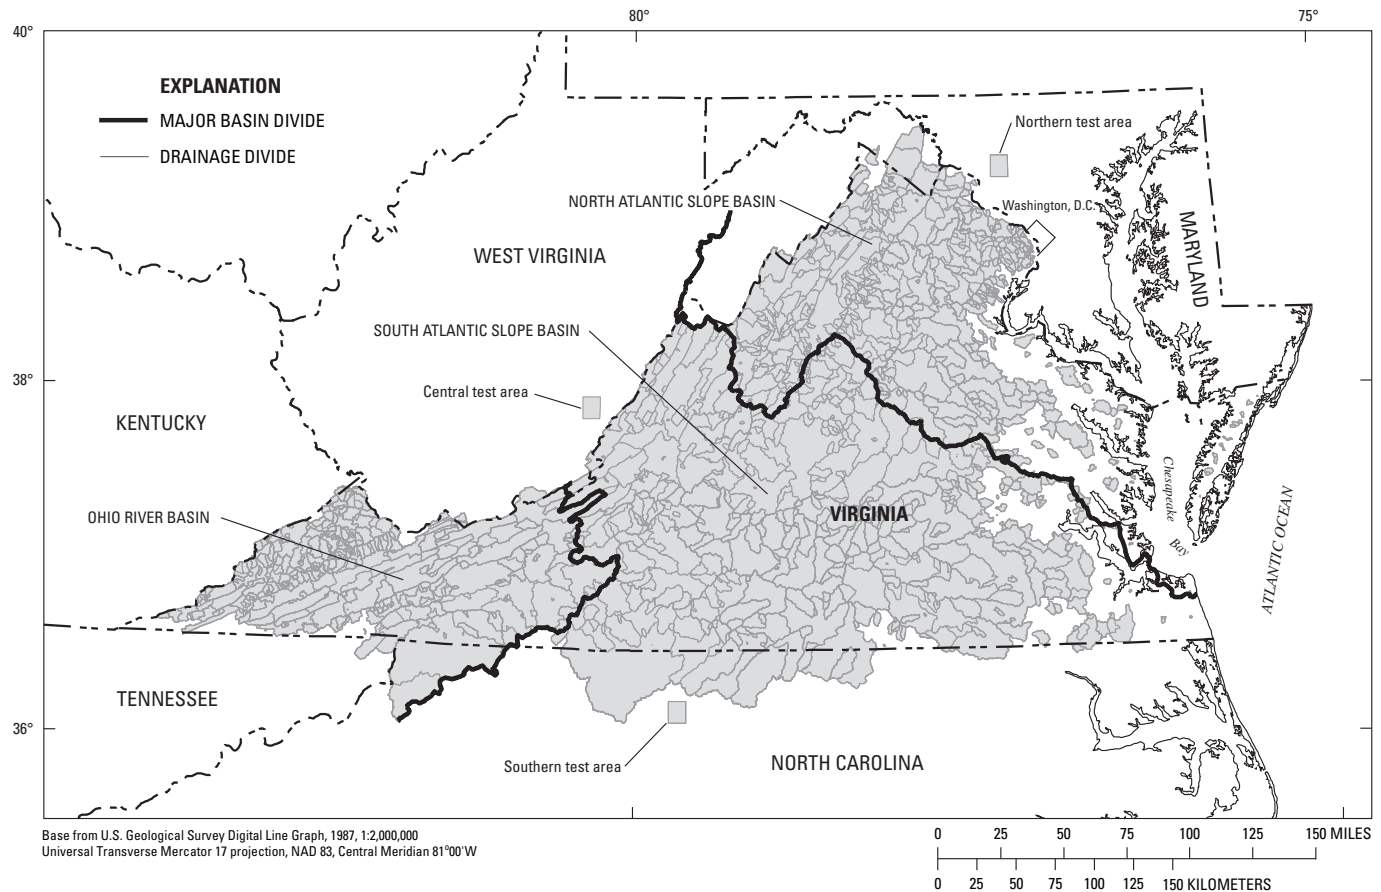 80°
75°
40°
EXPLANATION
MAJOR BASIN DIVIDE
DRAINAGE DIVIDE
Northern test area
NORTH ATLANTIC SLOPE BASIN
Washington, D.C.
MARYLAND
WEST VIRGINIA
SOUTH ATLANTIC SLOPE BASIN
38°
Central test area
KENTUCKY
Chesapeake
Bay
OHIO RIVER BASIN
VIRGINIA
ATLANTIC OCEAN
TENNESSEE
36°
Southern test area
NORTH CAROLINA
Base from U.S. Geological Survey Digital Line Graph, 1987, 1:2,000,000
Universal Transverse Mercator 17 projection, NAD 83, Central Meridian 81°00'W
0 25 50 75 100 125 150 MILES
0 25 50 75 100 125 150 KILOMETERS